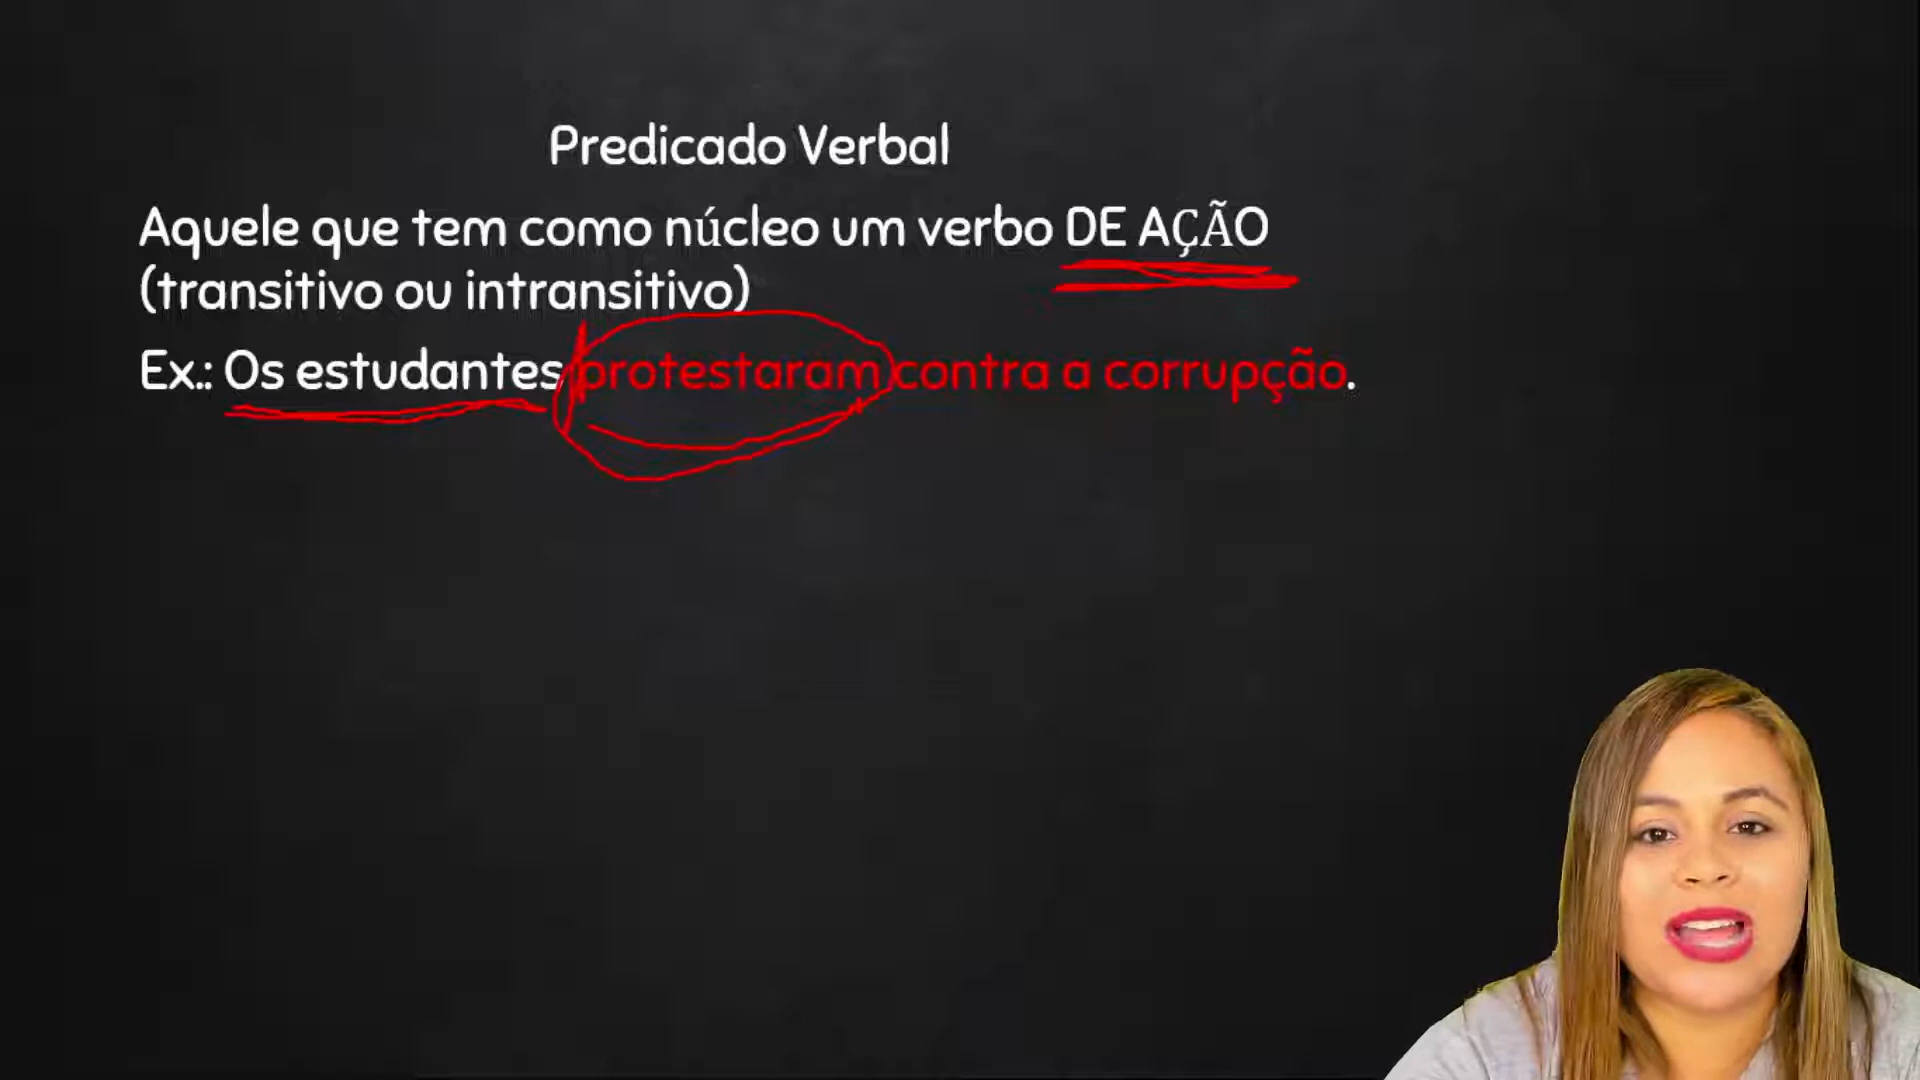 Predicado Verbal
Aquele que tem como núcleo um verbo DE AÇÃO
(transitivo ou intransitivo)
Ex.: Os estudantes protestaram contra a corrupção.